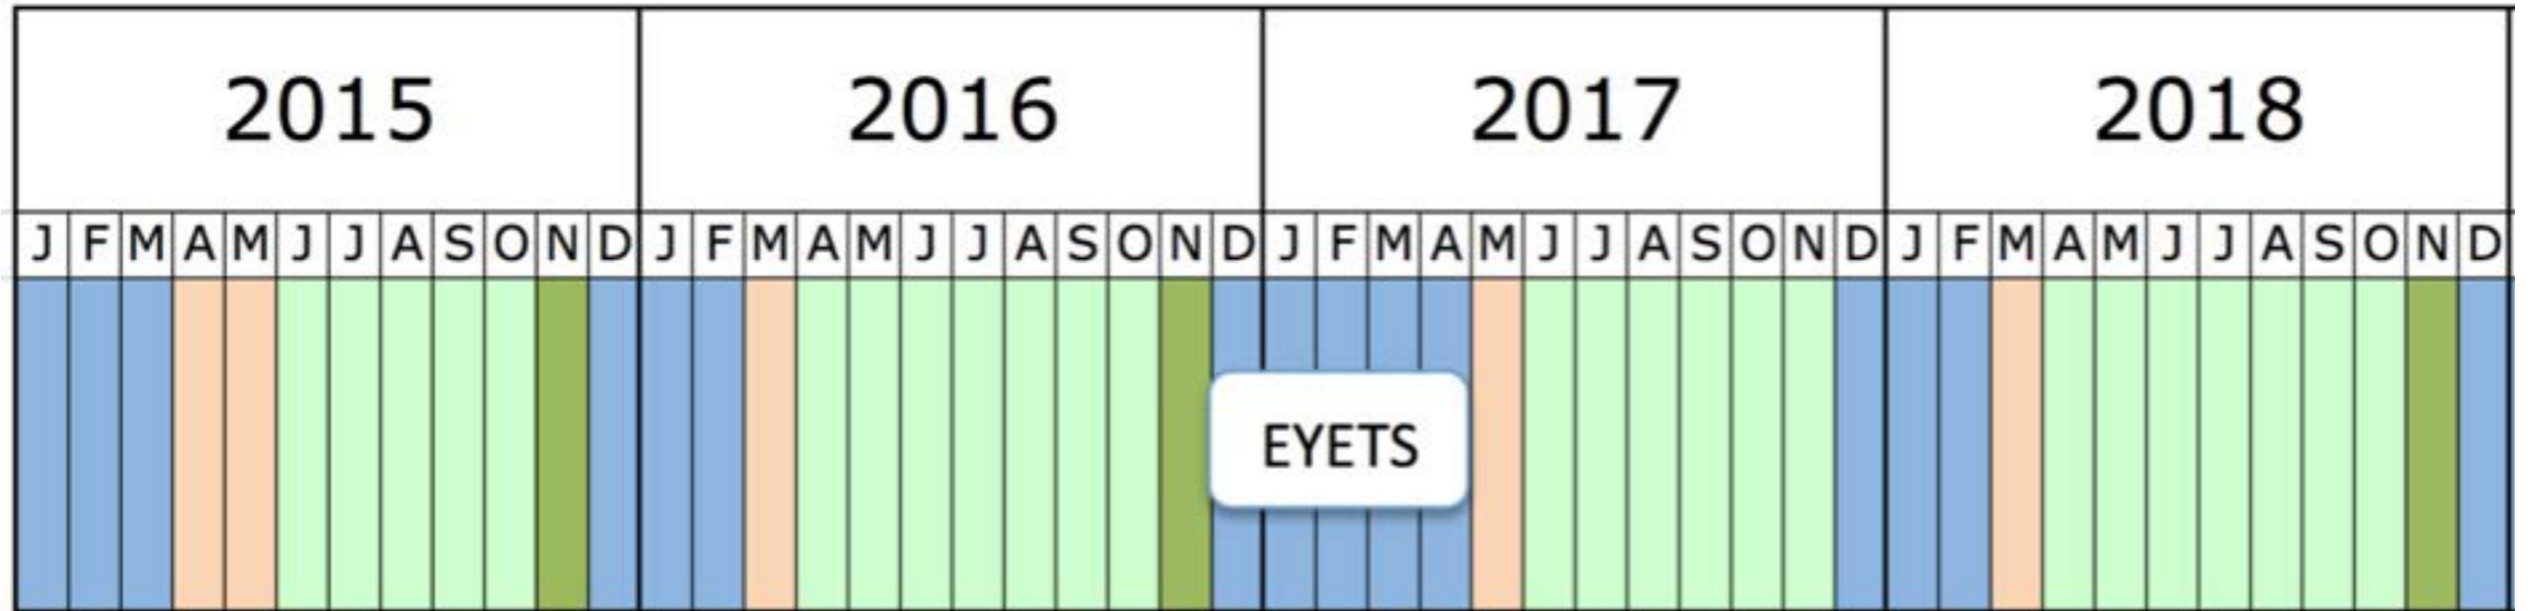 2015 2016 2017 2018
J F M A M J J A S O N D J F M A M J J A S O N D J F M A M J J A S O N D J F M A M J J A S O N D
EYETS